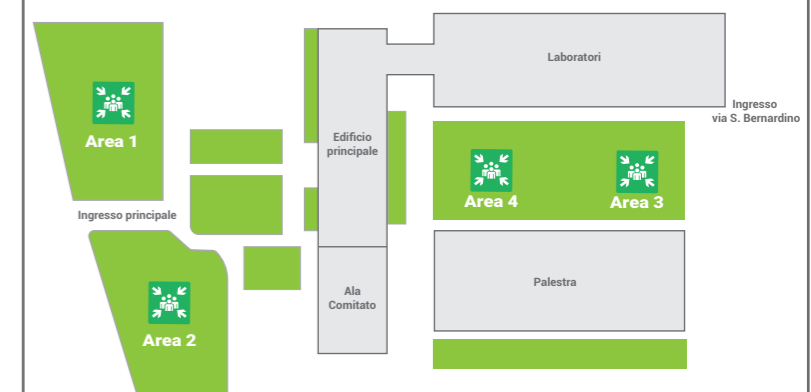 Laboratori
Ingresso
via S. Bernardino
Area 1
Edificio
principale
Area 4
Area 3
Ingresso principale
Palestra
Ala
Comitato
Area 2